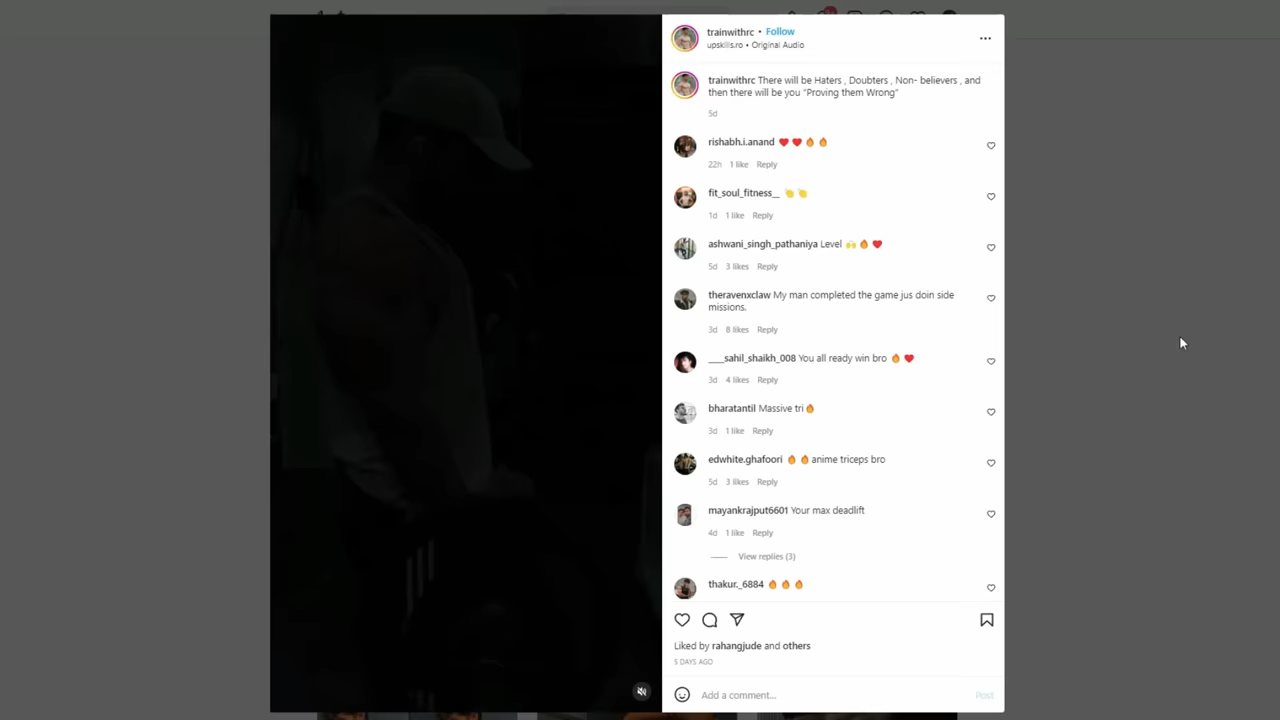 trainwithrc • Follow
upskills.ro • Original Audio
trainwithrc There will be Haters , Doubters , Non- believers , and
then there will be you “Proving them Wrong”
5d
rishabh.i.anand ❤️ ❤️ 🔥 🔥
22h 1 like Reply
fit_soul_fitness__ 👏 👏
1d 1 like Reply
ashwani_singh_pathaniya Level 🙌 🔥 ❤️
5d 3 likes Reply
theravenxclaw My man completed the game jus doin side
missions.
3d 8 likes Reply
____sahil_shaikh_008 You all ready win bro 🔥 ❤️
3d 4 likes Reply
bharatantil Massive tri🔥
3d 1 like Reply
edwhite.ghafoori 🔥 🔥 anime triceps bro
5d 3 likes Reply
mayankrajput6601 Your max deadlift
4d 1 like Reply
View replies (3)
thakur._6884 🔥 🔥 🔥
Liked by rahangjude and others
5 DAYS AGO
Add a comment...
Post